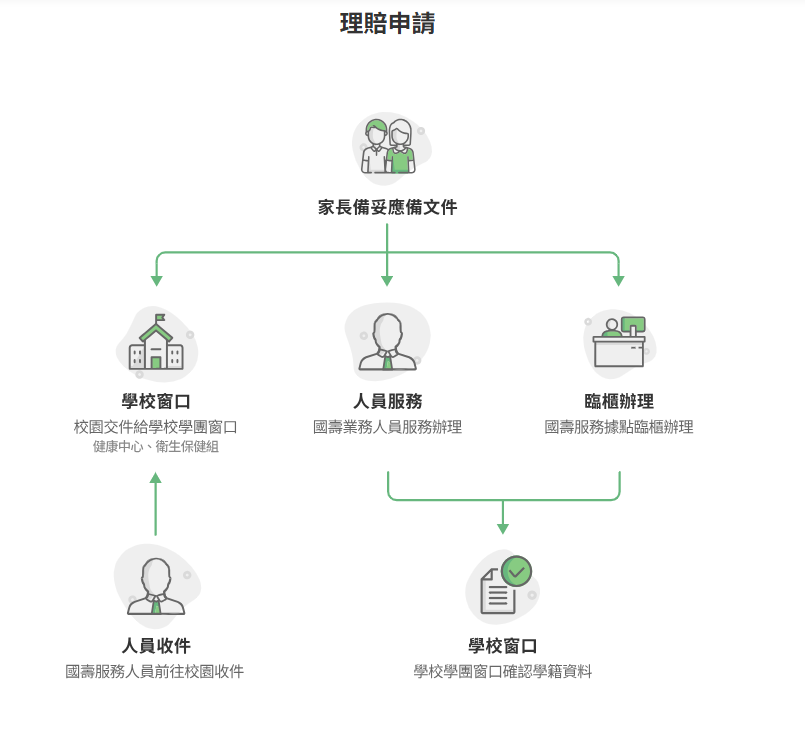 理賠申請
家長備妥應備文件
學校窗口
校園交件給學校學團窗口
健康中心、衛生保健組
人員服務
國壽業務人員服務辦理
臨櫃辦理
國壽服務據點臨櫃辦理
人員收件
國壽服務人員前往校園收件
學校窗口
學校學團窗口確認學籍資料